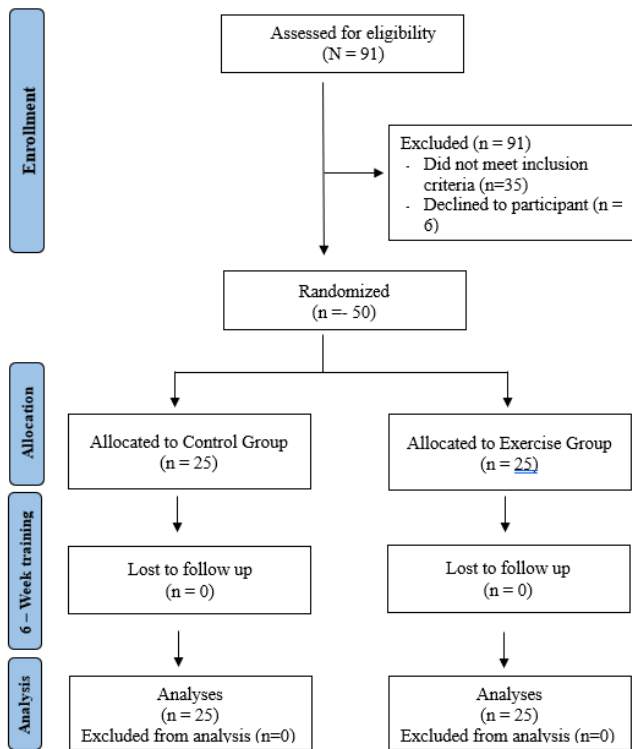 Enrollment
Assessed for eligibility
(N = 91)
Excluded (n = 91)
- Did not meet inclusion
criteria (n=35)
- Declined to participant (n =
6)
Randomized
(n =- 50)
Allocation
Allocated to Control Group
(n = 25)
Allocated to Exercise Group
(n = 25)
6 – Week training
Lost to follow up
(n = 0)
Lost to follow up
(n = 0)
Analysis
Analyses
(n = 25)
Excluded from analysis (n=0)
Analyses
(n = 25)
Excluded from analysis (n=0)